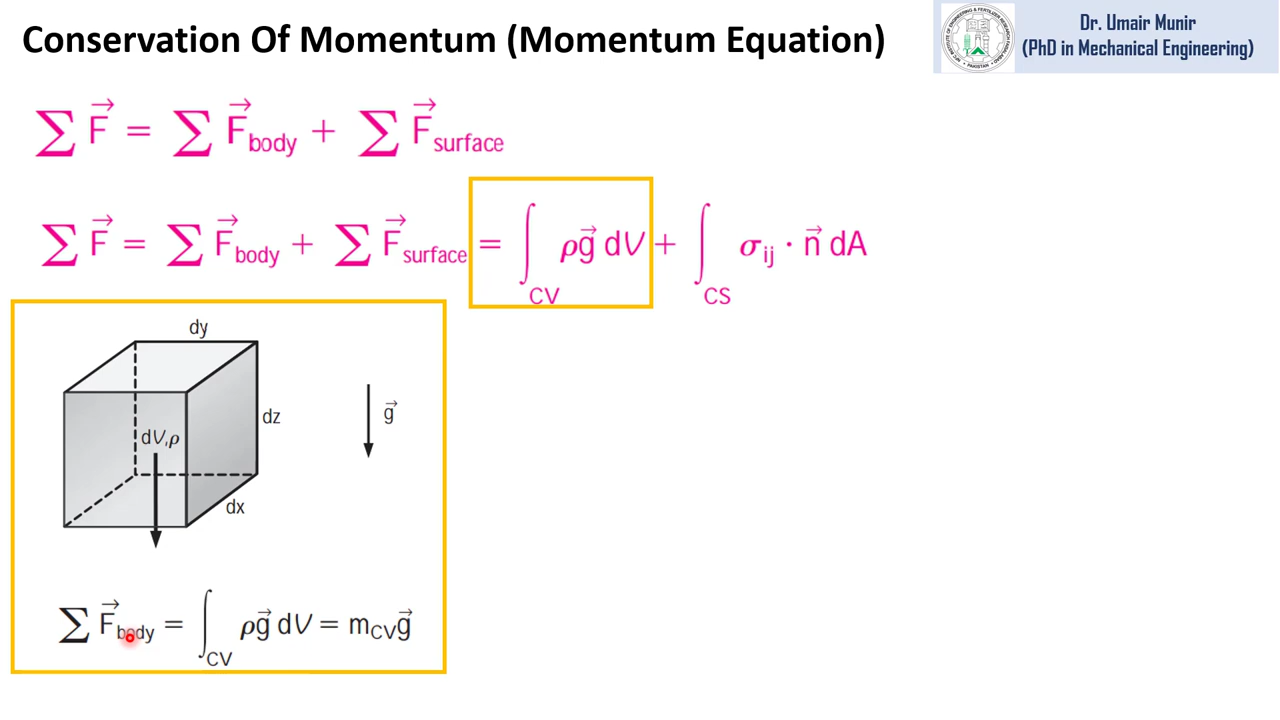 Conservation Of Momentum (Momentum Equation)
Dr. Umair Munir
(PhD in Mechanical Engineering)
∑ F⃗ = ∑ F⃗body + ∑ F⃗surface
∑ F⃗ = ∑ F⃗body + ∑ F⃗surface = ∫CV ρg⃗ dV + ∫CS σij · n⃗ dA
dy
dz
g⃗
dV,ρ
dx
∑ F⃗body = ∫CV ρg⃗ dV = mCVg⃗